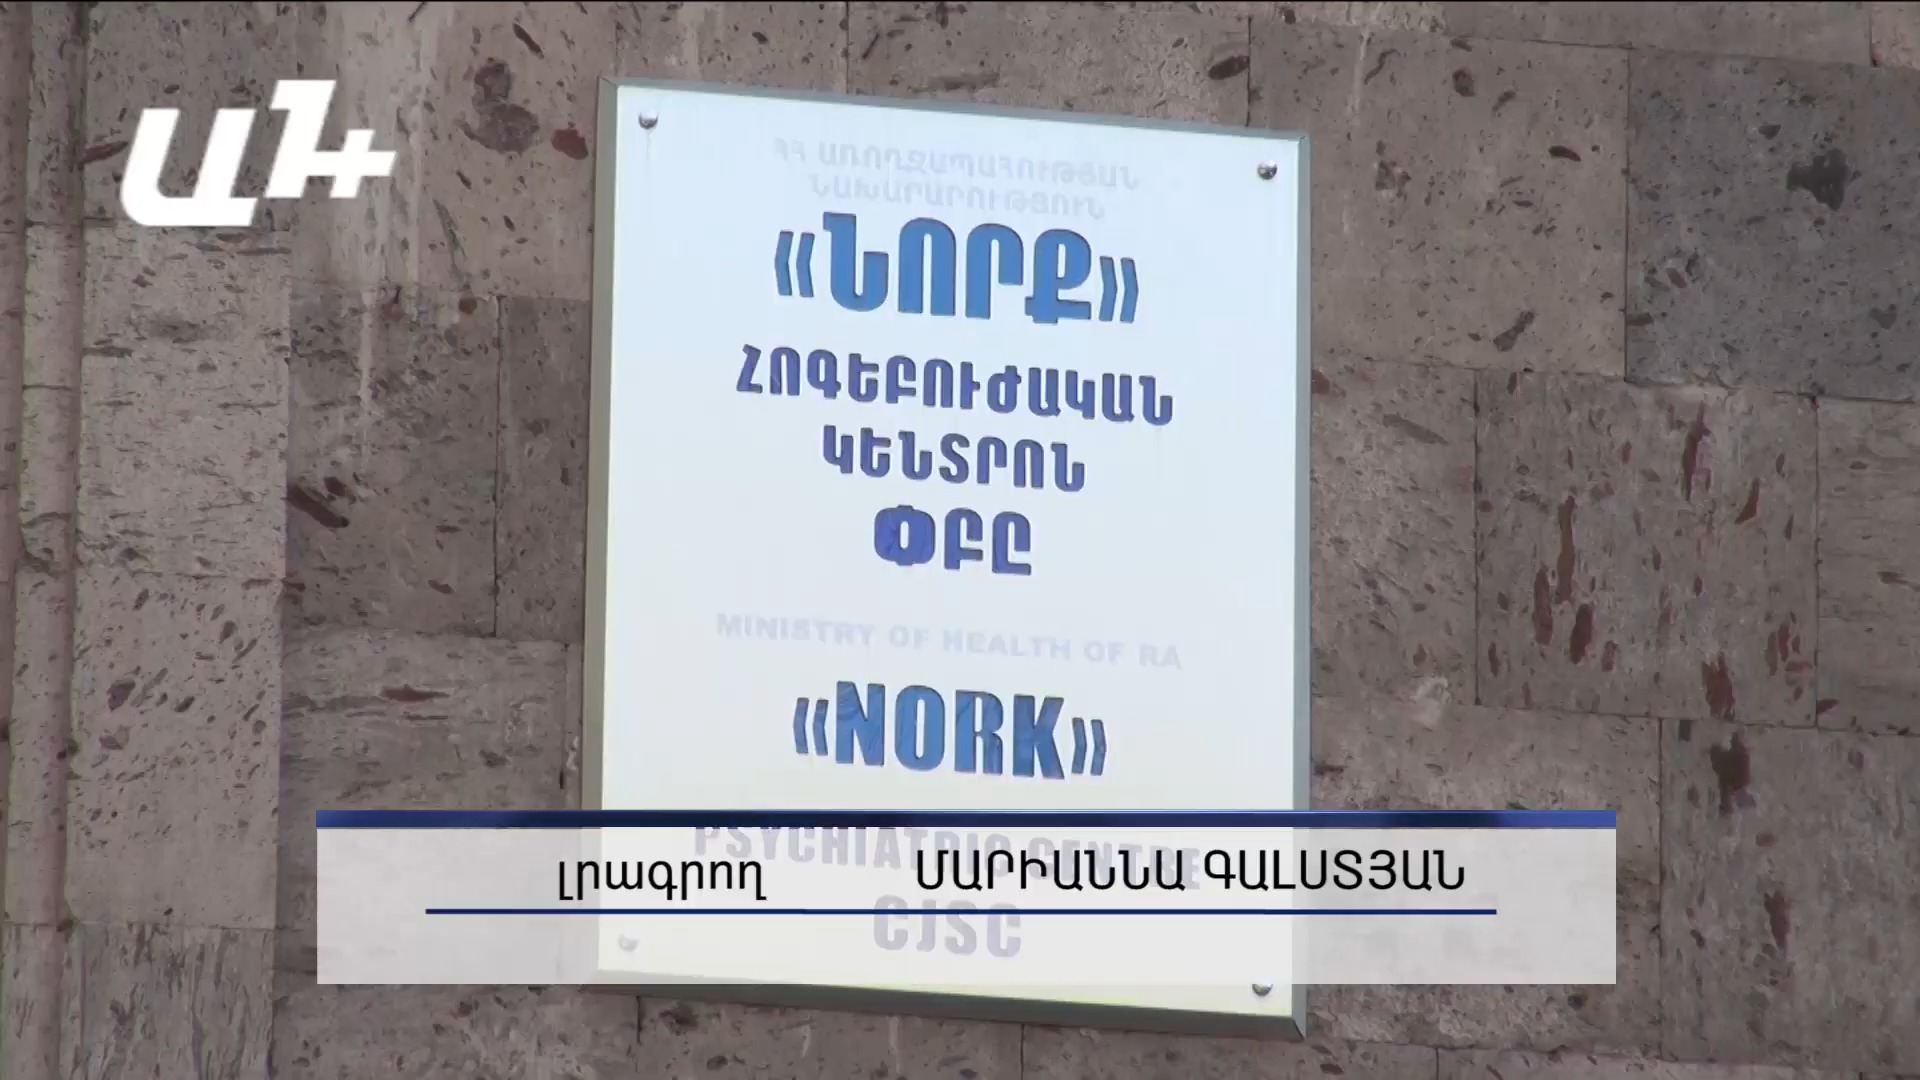 Ա1+
ՀՀ ԱՌՈՂՋԱՊԱՀՈՒԹՅԱՆ
ՆԱԽԱՐԱՐՈՒԹՅՈՒՆ
«ՆՈՐՔ»
ՀՈԳԵԲՈՒԺԱԿԱՆ
ԿԵՆՏՐՈՆ
ՓԲԸ
MINISTRY OF HEALTH OF RA
«NORK»
PSYCHIATRIC CENTRE
CJSC
լրագրող ՄԱՐԻԱՆՆԱ ԳԱԼՍՏՅԱՆ